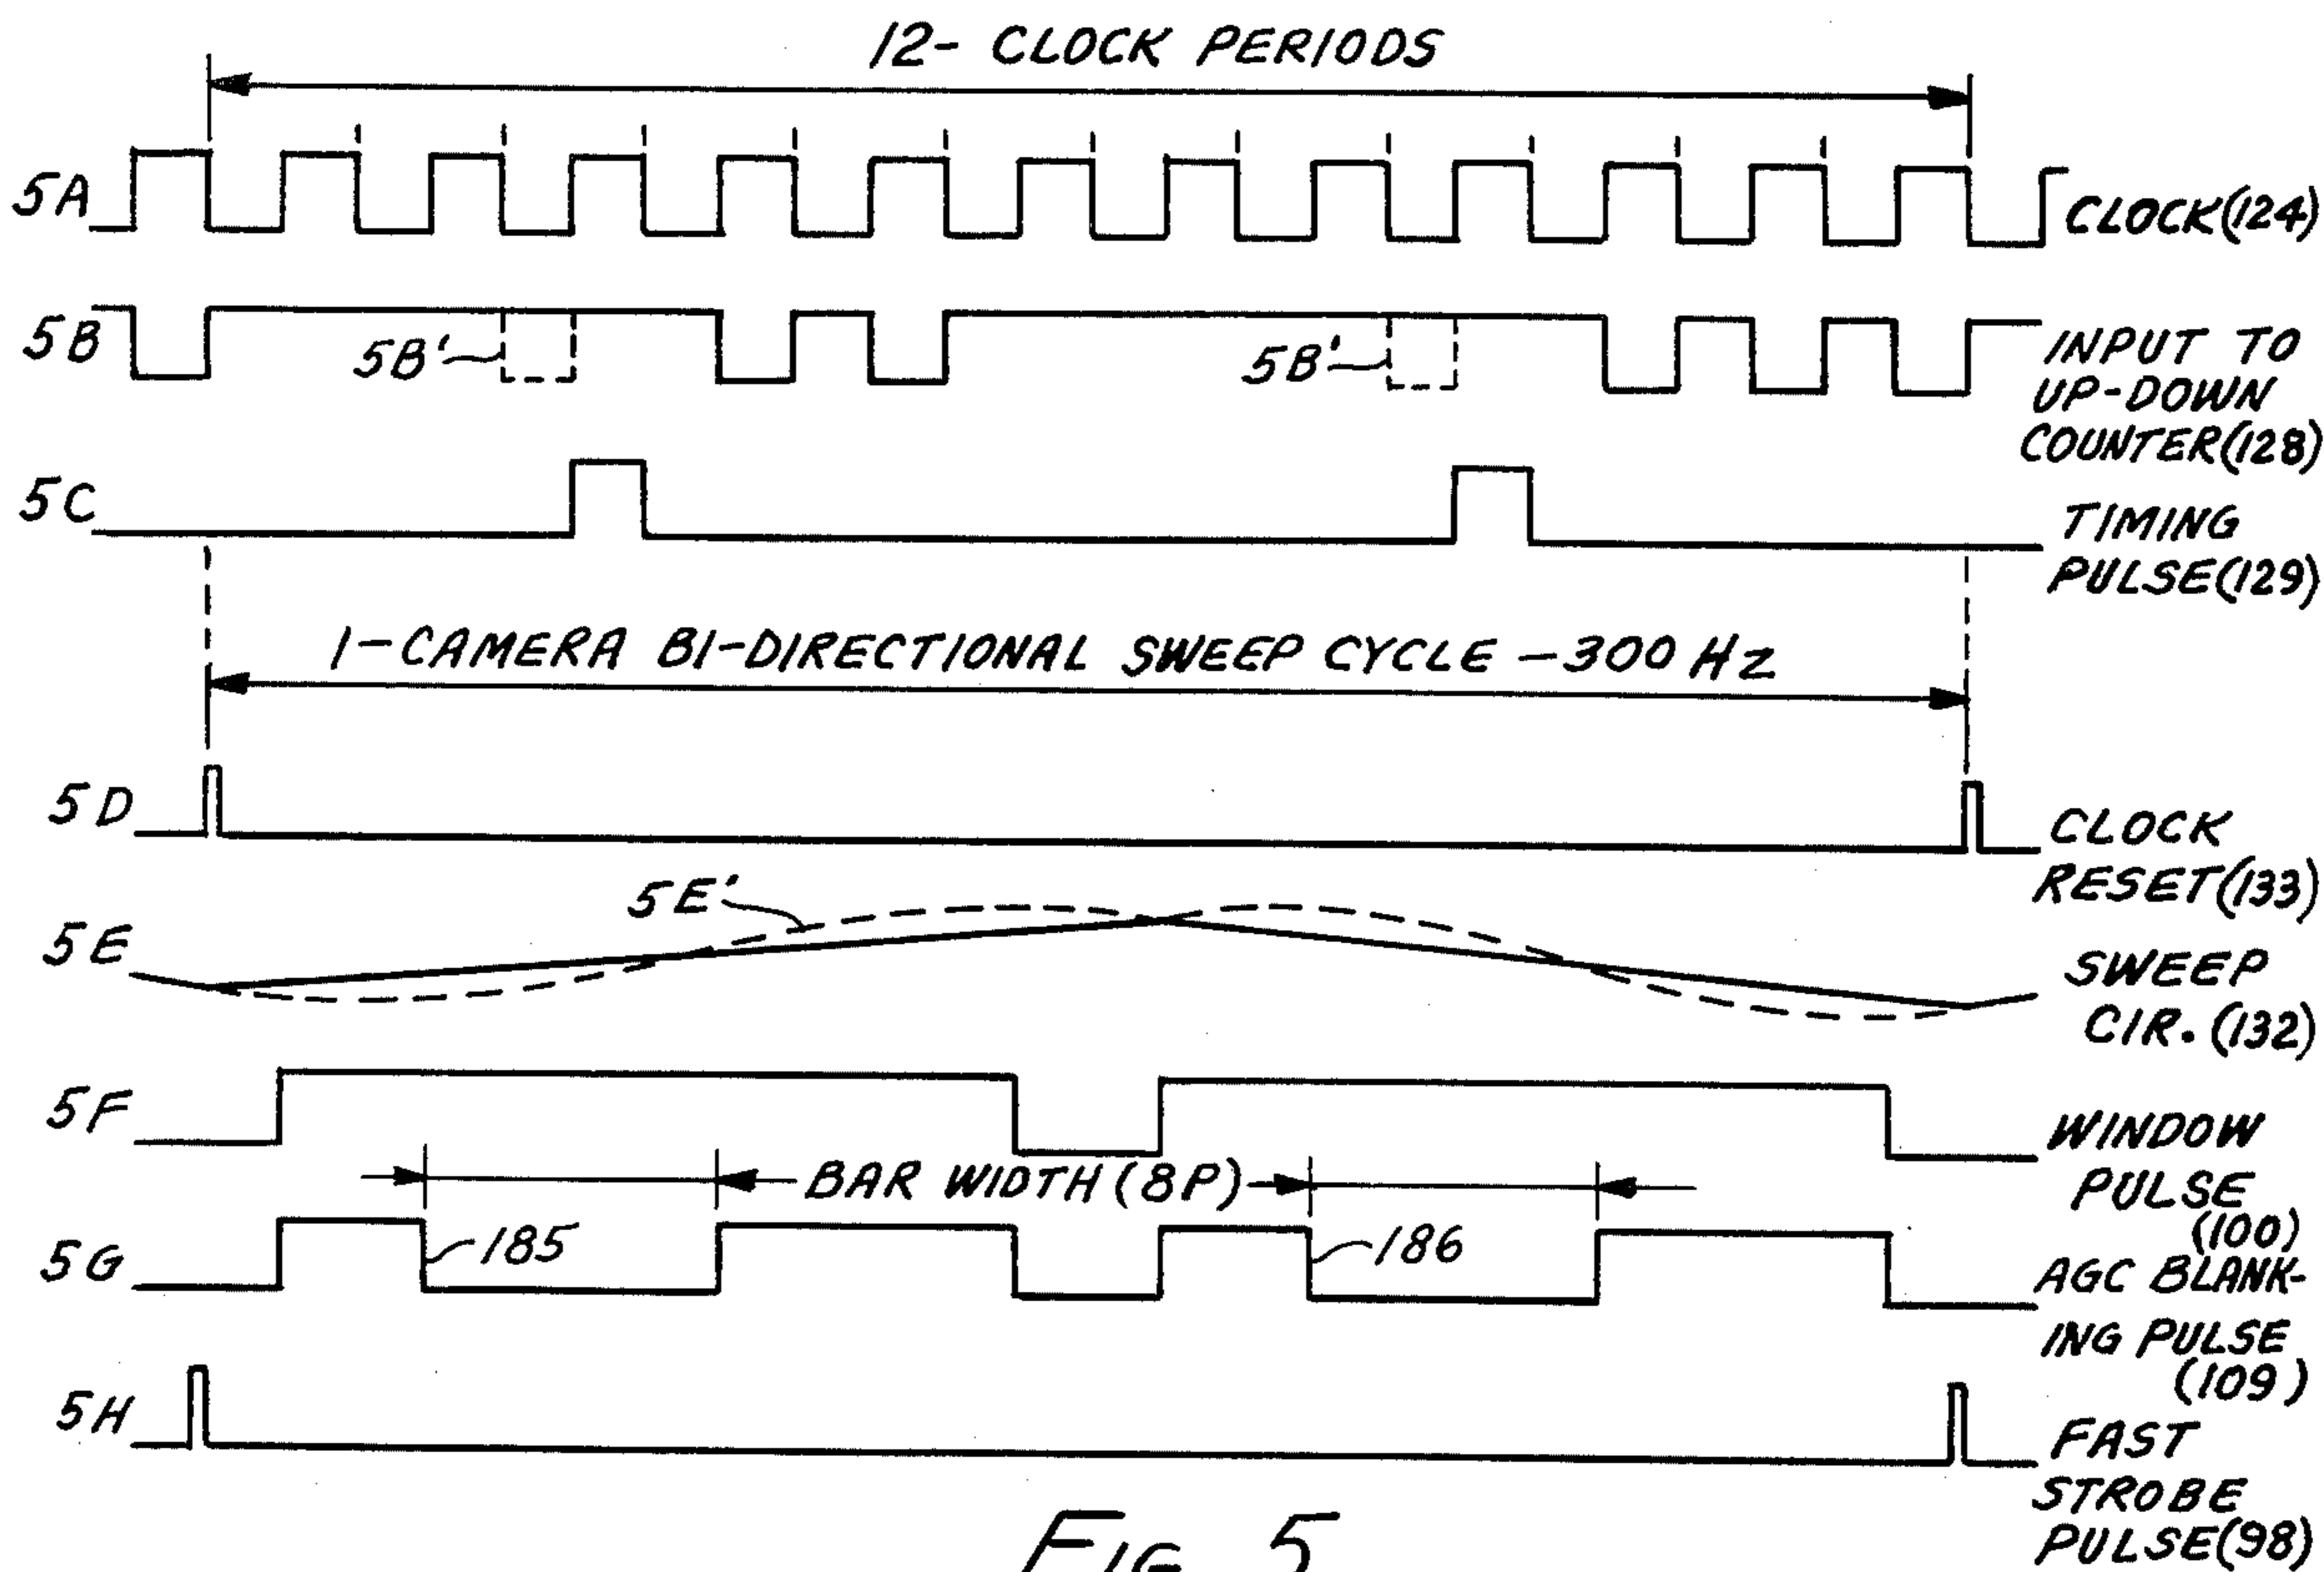 12- CLOCK PERIODS
5A
CLOCK(124)
5B
5B'
5B'
INPUT TO
UP-DOWN
COUNTER(128)
5C
TIMING
PULSE(129)
1-CAMERA BI-DIRECTIONAL SWEEP CYCLE -300 Hz
5D
CLOCK
RESET(133)
5E'
5E
SWEEP
CIR. (132)
5F
WINDOW
PULSE
(100)
BAR WIDTH (8P)
5G
185
186
AGC BLANK-
ING PULSE
(109)
5H
FAST
STROBE
PULSE(98)
FIG 5